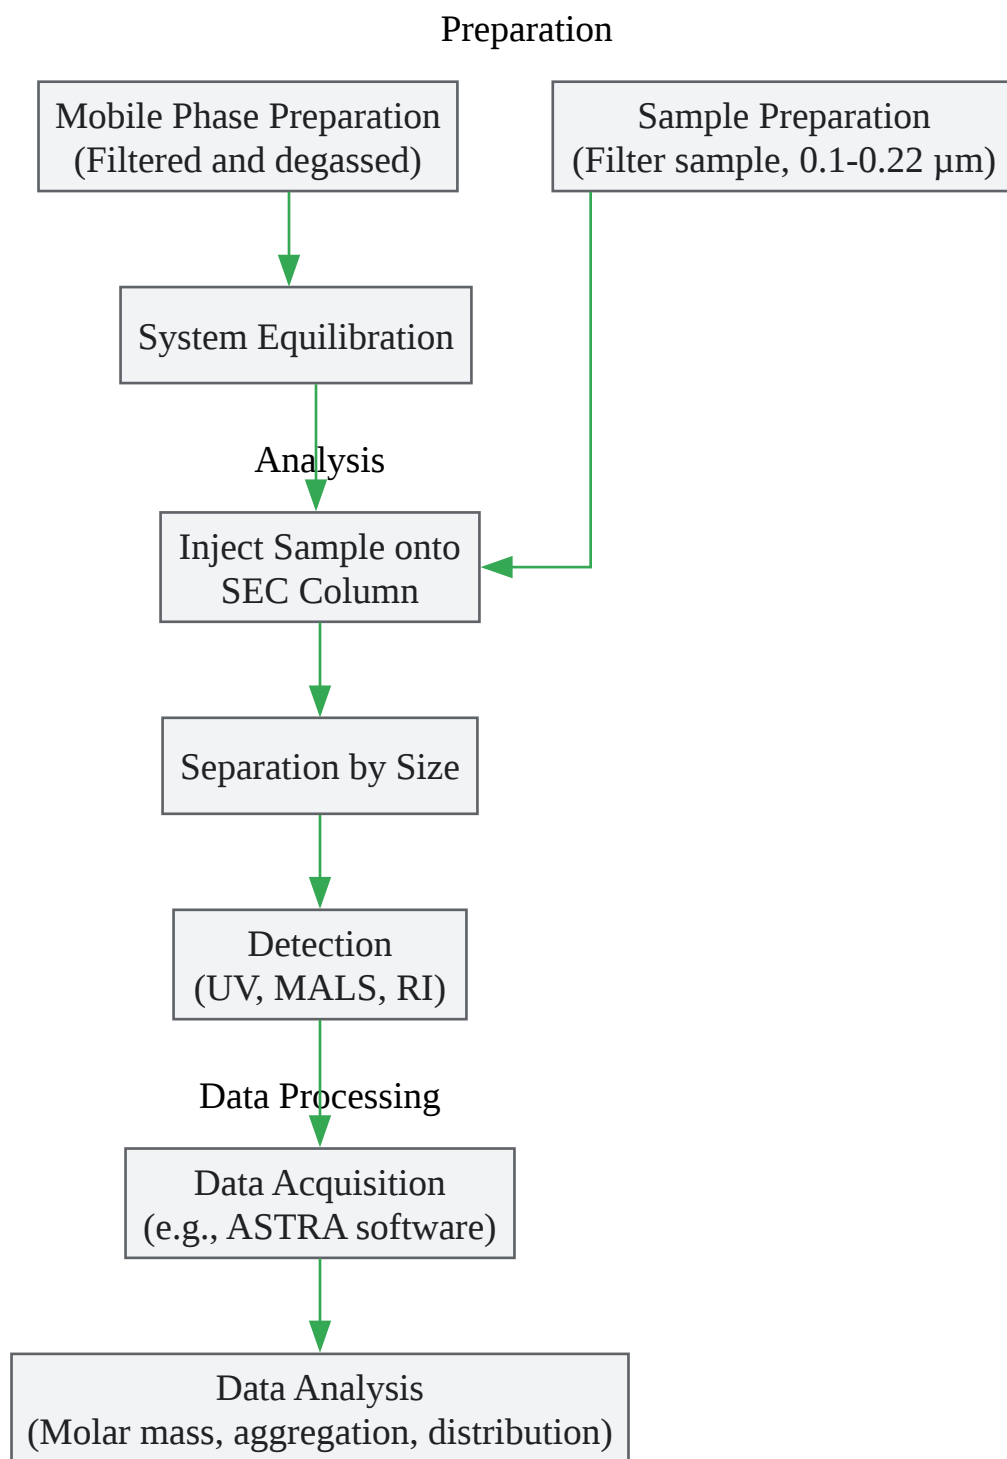 Preparation
Mobile Phase Preparation
(Filtered and degassed)
Sample Preparation
(Filter sample, 0.1-0.22 µm)
System Equilibration
Analysis
Inject Sample onto
SEC Column
Separation by Size
Detection
(UV, MALS, RI)
Data Processing
Data Acquisition
(e.g., ASTRA software)
Data Analysis
(Molar mass, aggregation, distribution)